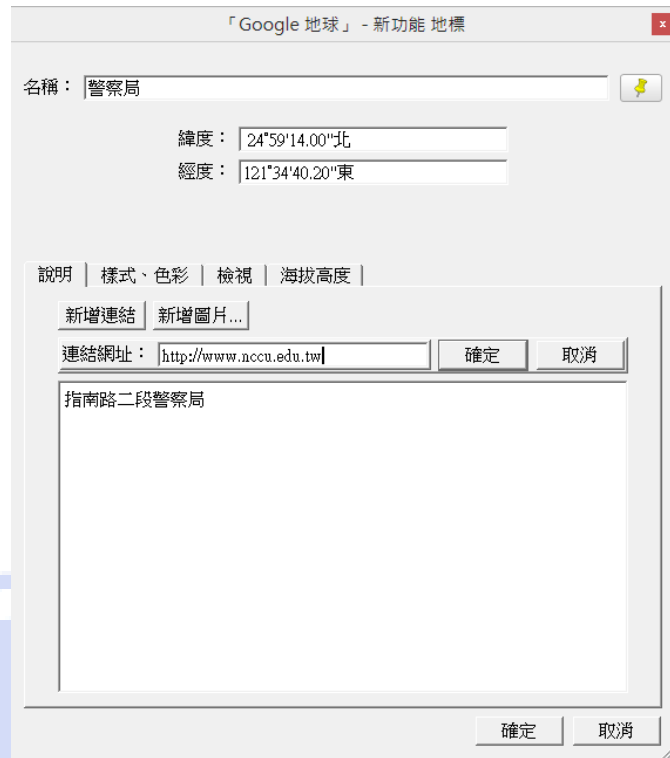 「Google 地球」 - 新功能 地標
x
名稱： 警察局
緯度： 24°59'14.00"北
經度： 121°34'40.20"東
說明 樣式、色彩 檢視 海拔高度
新增連結 新增圖片...
連結網址： http://www.nccu.edu.tw 確定 取消
指南路二段警察局
確定 取消